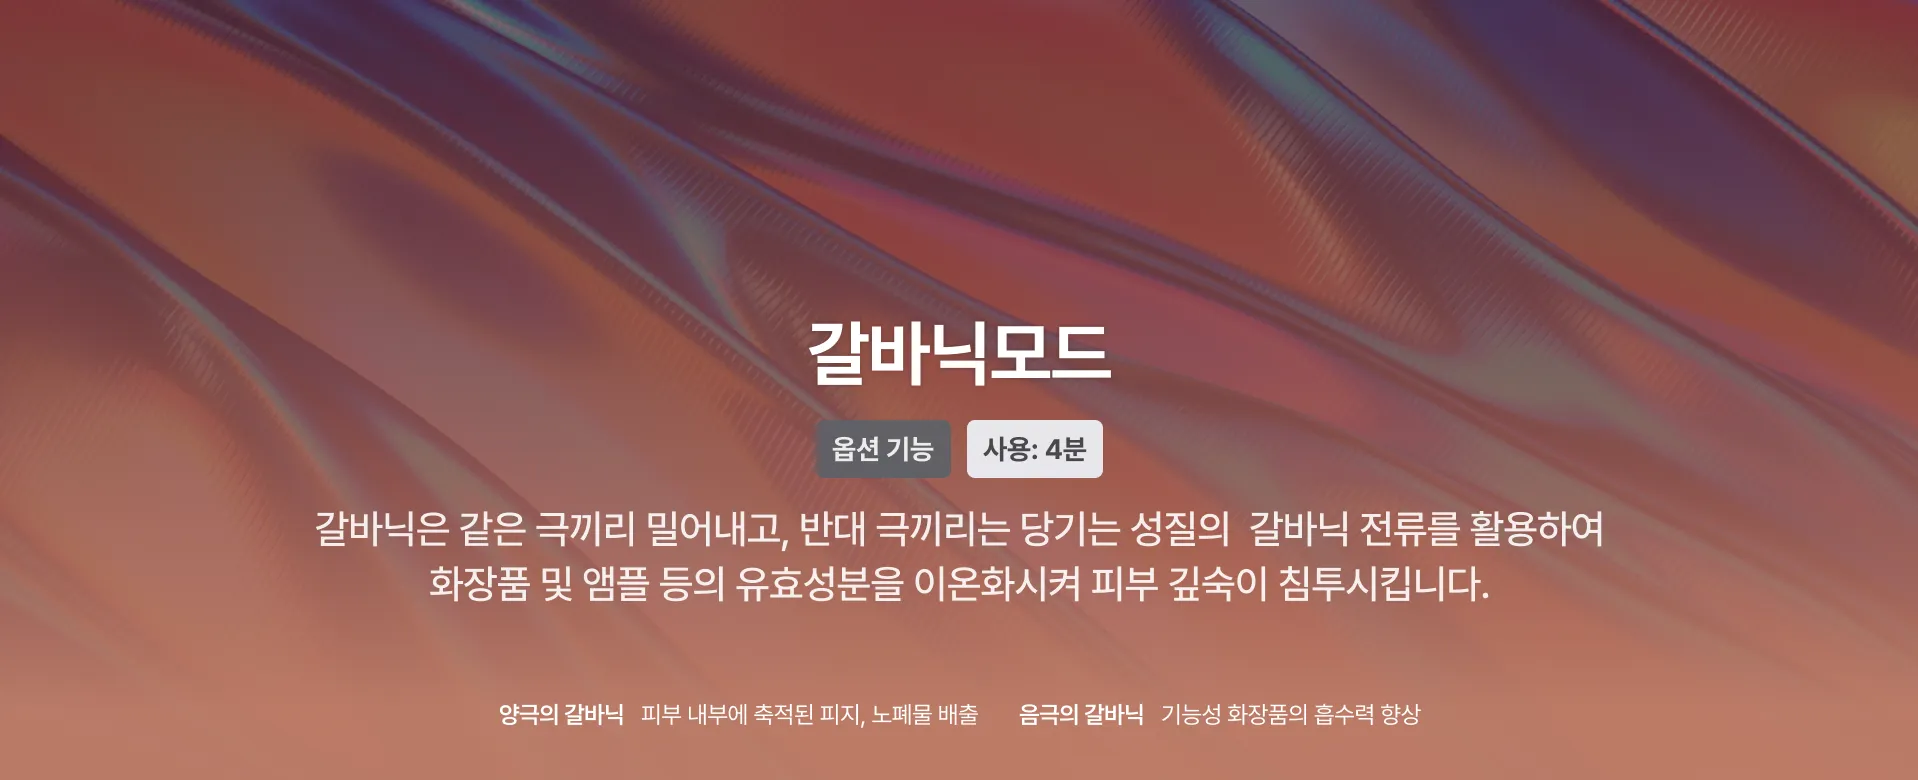 갈바닉모드
옵션 기능 사용: 4분
갈바닉은 같은 극끼리 밀어내고, 반대 극끼리는 당기는 성질의 갈바닉 전류를 활용하여
화장품 및 앰플 등의 유효성분을 이온화시켜 피부 깊숙이 침투시킵니다.
양극의 갈바닉 피부 내부에 축적된 피지, 노폐물 배출 음극의 갈바닉 기능성 화장품의 흡수력 향상